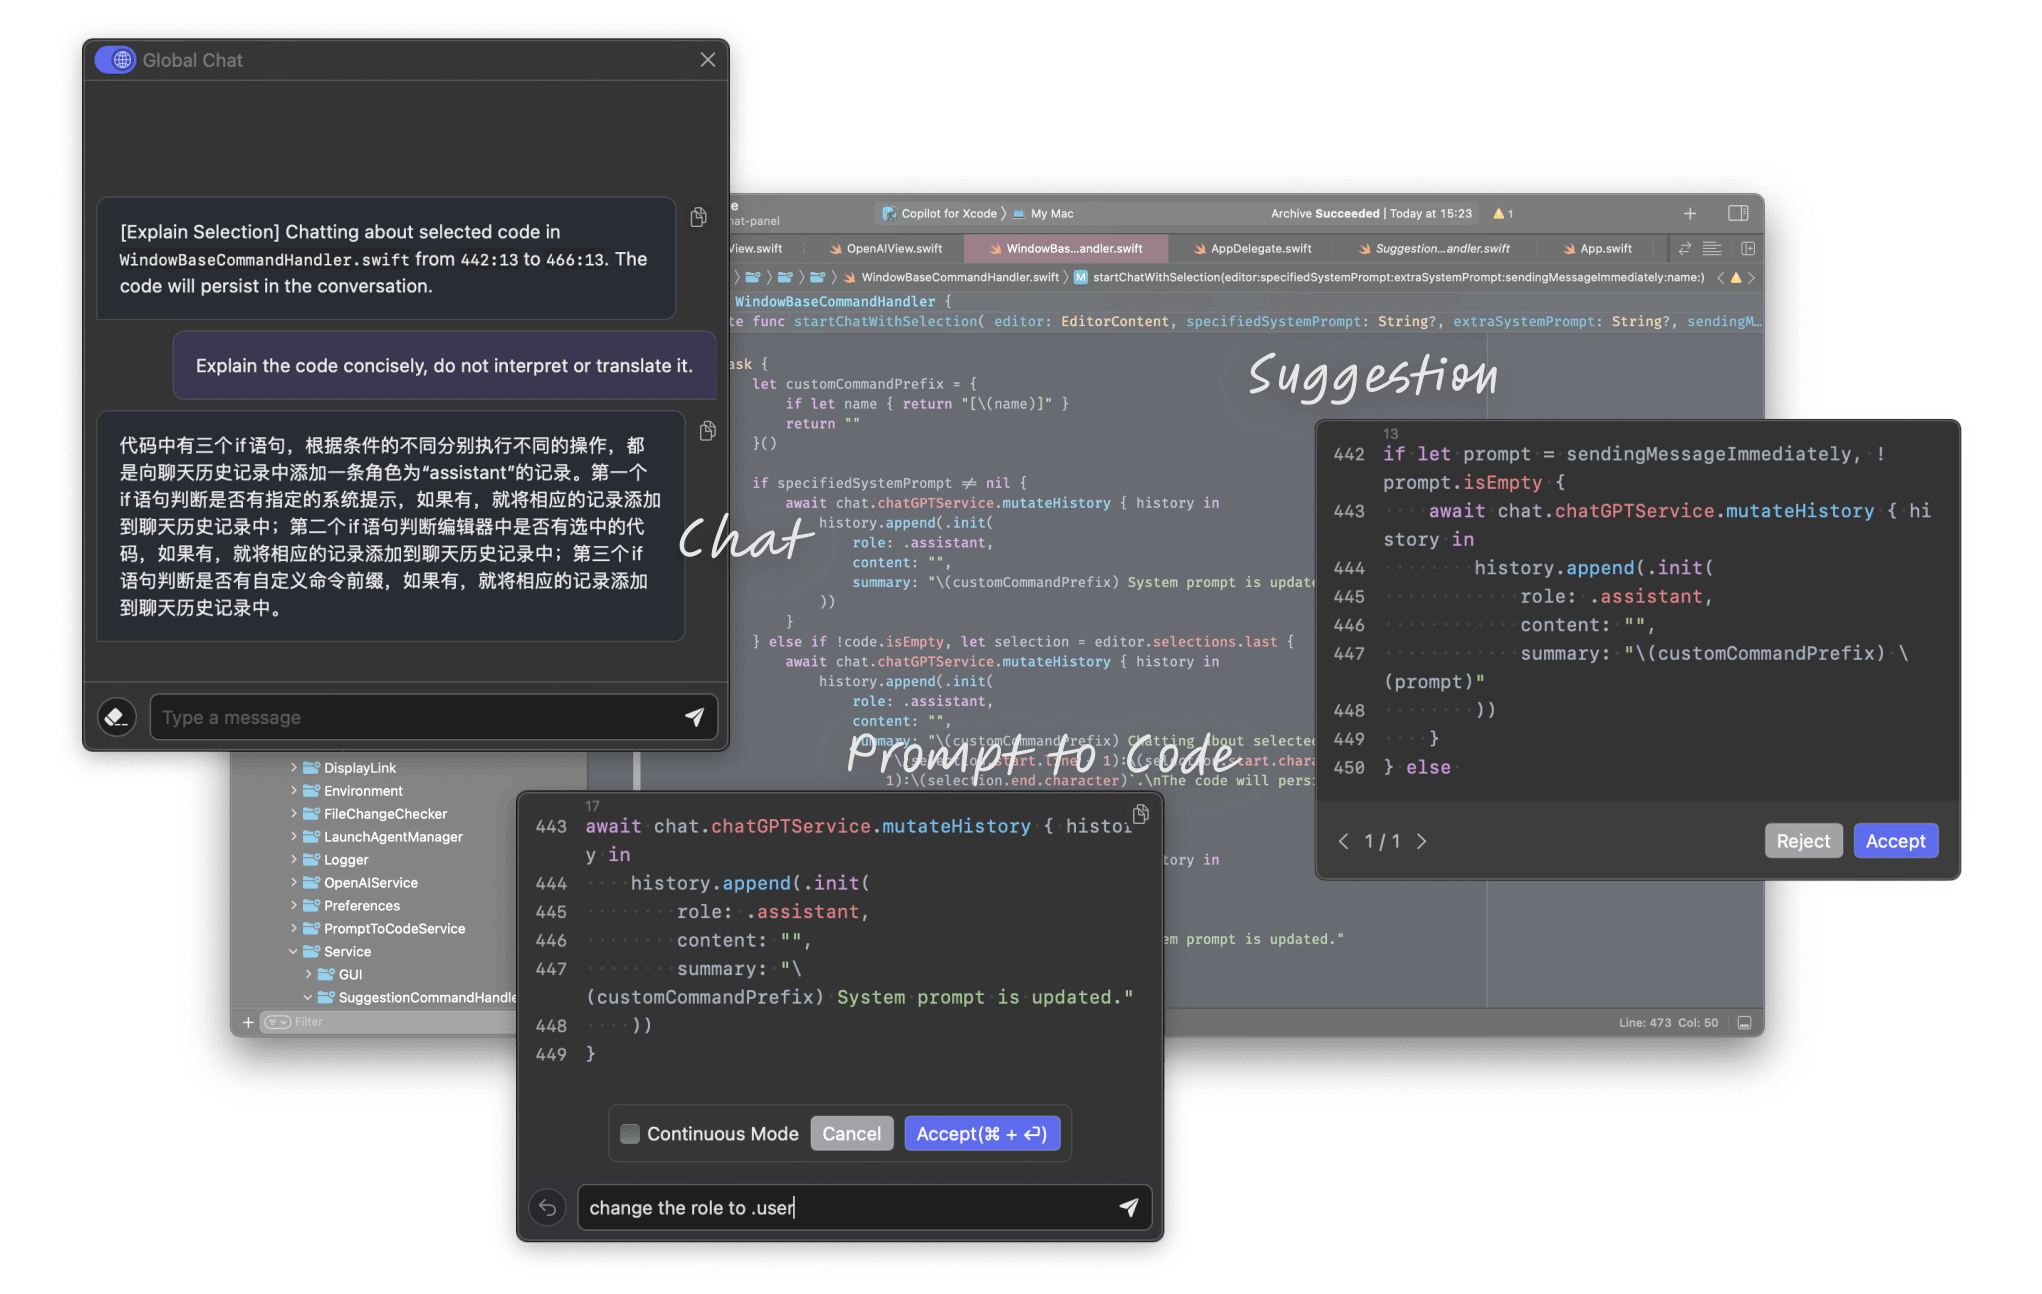 Global Chat
[Explain Selection] Chatting about selected code in
WindowBaseCommandHandler.swift from 442:13 to 466:13. The
code will persist in the conversation.
Explain the code concisely, do not interpret or translate it.
代码中有三个if语句，根据条件的不同分别执行不同的操作，都
是向聊天历史记录中添加一条角色为“assistant”的记录。第一个
if语句判断是否有指定的系统提示，如果有，就将相应的记录添加
到聊天历史记录中；第二个if语句判断编辑器中是否有选中的代
码，如果有，就将相应的记录添加到聊天历史记录中；第三个if
语句判断是否有自定义命令前缀，如果有，就将相应的记录添加
到聊天历史记录中。
Type a message
Chat
Suggestion
Prompt to Code
e
hat-panel
Copilot for Xcode 〉 My Mac
Archive Succeeded | Today at 15:23
1
View.swift
OpenAIView.swift
WindowBas...andler.swift
AppDelegate.swift
Suggestion...andler.swift
App.swift
WindowBaseCommandHandler.swift 〉 M startChatWithSelection(editor:specifiedSystemPrompt:extraSystemPrompt:sendingMessageImmediately:name:)
WindowBaseCommandHandler {
te func startChatWithSelection( editor: EditorContent, specifiedSystemPrompt: String?, extraSystemPrompt: String?, sendingM…
ask {
let customCommandPrefix = {
if let name { return "[\(name)]" }
return ""
}()
if specifiedSystemPrompt ≠ nil {
await chat.chatGPTService.mutateHistory { history in
history.append(.init(
role: .assistant,
content: "",
summary: "\(customCommandPrefix) System prompt is update
))
}
} else if !code.isEmpty, let selection = editor.selections.last {
await chat.chatGPTService.mutateHistory { history in
history.append(.init(
role: .assistant,
content: "",
summary: "\(customCommandPrefix) Chatting about selected
1):\(selection.end.character)`.\nThe code will persi
tory in
em prompt is updated."
13
442 if let prompt = sendingMessageImmediately, !
prompt.isEmpty {
443 await chat.chatGPTService.mutateHistory { hi
story in
444 history.append(.init(
445 role: .assistant,
446 content: "",
447 summary: "\(customCommandPrefix) \
(prompt)"
448 ))
449 }
450 } else
1 / 1
Reject
Accept
DisplayLink
Environment
FileChangeChecker
LaunchAgentManager
Logger
OpenAIService
Preferences
PromptToCodeService
Service
GUI
SuggestionCommandHandle
Filter
Line: 473 Col: 50
17
443 await chat.chatGPTService.mutateHistory { histor
y in
444 history.append(.init(
445 role: .assistant,
446 content: "",
447 summary: "\
(customCommandPrefix) System prompt is updated."
448 ))
449 }
Continuous Mode
Cancel
Accept(⌘ + ⏎)
change the role to .user